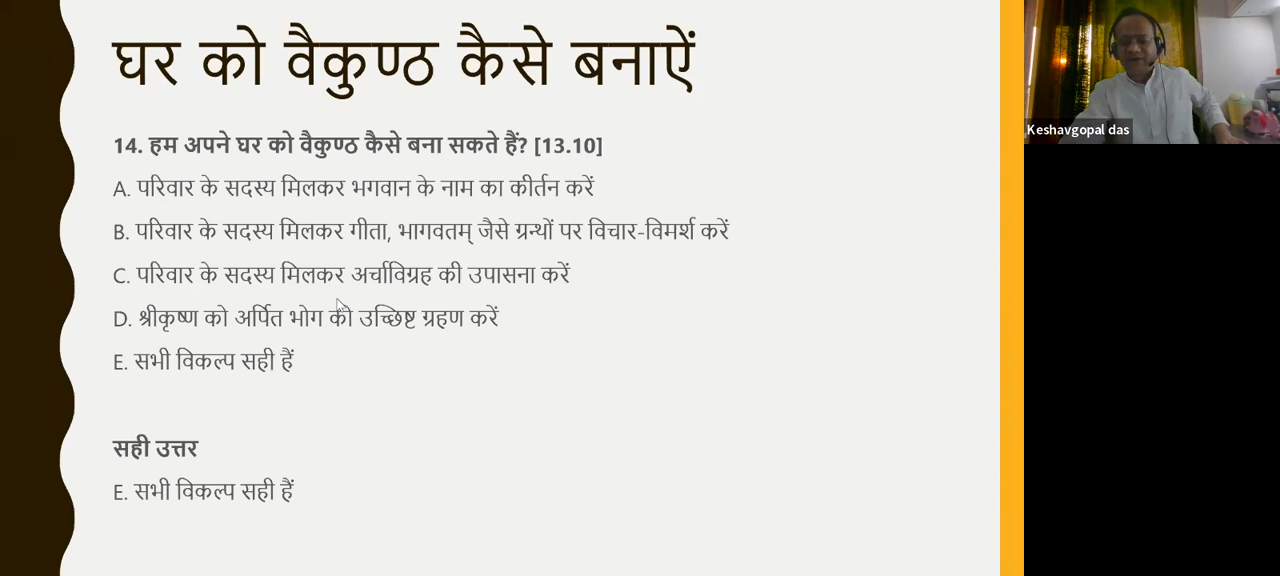 घर को वैकुण्ठ कैसे बनाऐं
14. हम अपने घर को वैकुण्ठ कैसे बना सकते हैं? [13.10]
A. परिवार के सदस्य मिलकर भगवान के नाम का कीर्तन करें
B. परिवार के सदस्य मिलकर गीता, भागवतम् जैसे ग्रन्थों पर विचार-विमर्श करें
C. परिवार के सदस्य मिलकर अर्चाविग्रह की उपासना करें
D. श्रीकृष्ण को अर्पित भोग को उच्छिष्ट ग्रहण करें
E. सभी विकल्प सही हैं
सही उत्तर
E. सभी विकल्प सही हैं
Keshavgopal das